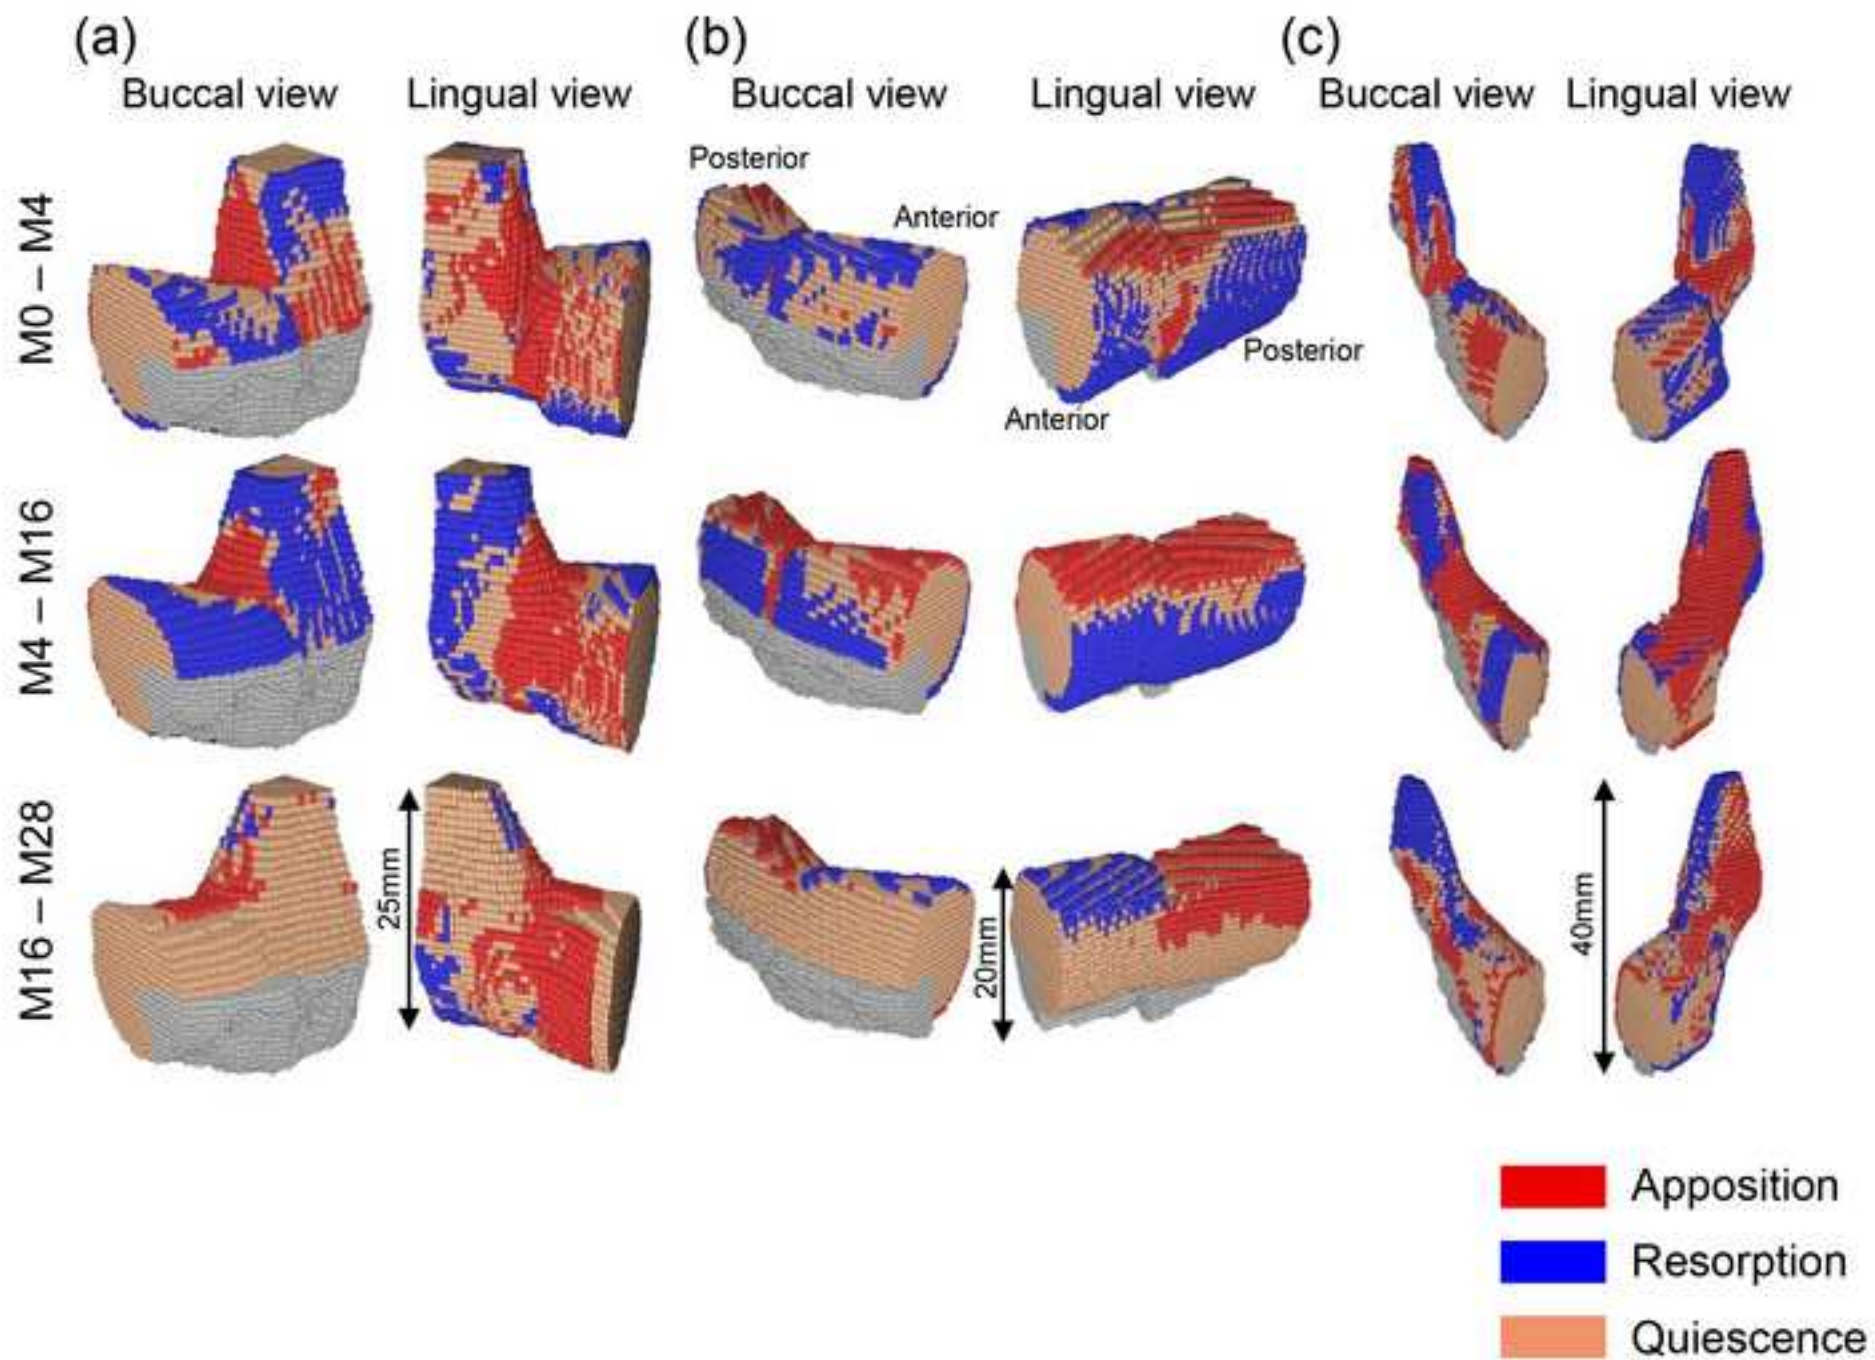 (a)
(b)
(c)
Buccal view
Lingual view
Buccal view
Lingual view
Buccal view
Lingual view
M0 – M4
Posterior
Anterior
Posterior
Anterior
M4 – M16
M16 – M28
25mm
20mm
40mm
Apposition
Resorption
Quiescence